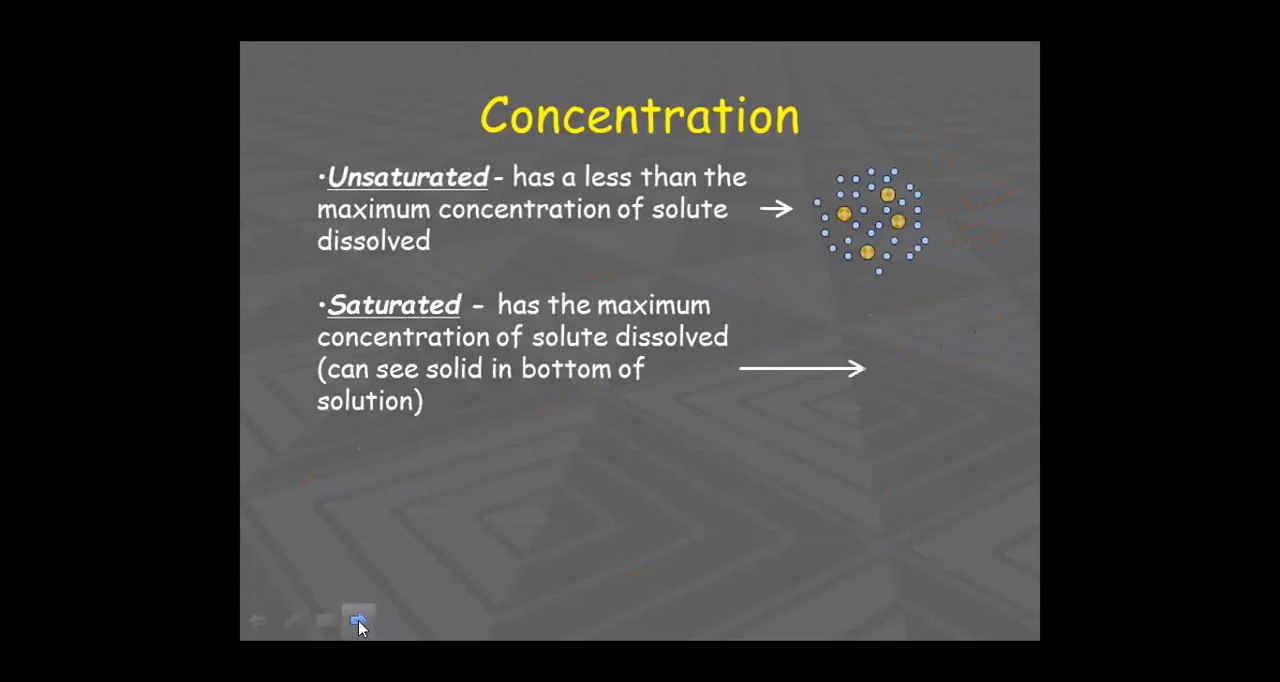 Concentration
•Unsaturated - has a less than the
maximum concentration of solute
dissolved
•Saturated - has the maximum
concentration of solute dissolved
(can see solid in bottom of
solution)